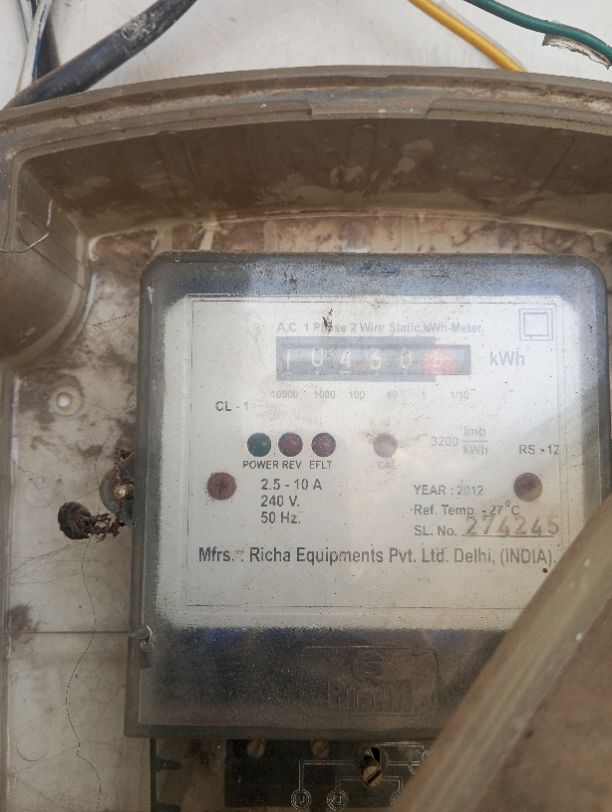 A.C. 1 Phase 2 Wire Static kWh Meter.
10430 kWh
10000 1000 100 10 1 1/10
CL - 1
3200 imp/kWh
RS - 12
POWER REV. EFLT CAL
2.5 - 10 A
240 V.
50 Hz.
YEAR : 2012
Ref. Temp. - 27°C
SL. No. 274245
Mfrs. : Richa Equipments Pvt. Ltd. Delhi, (INDIA).